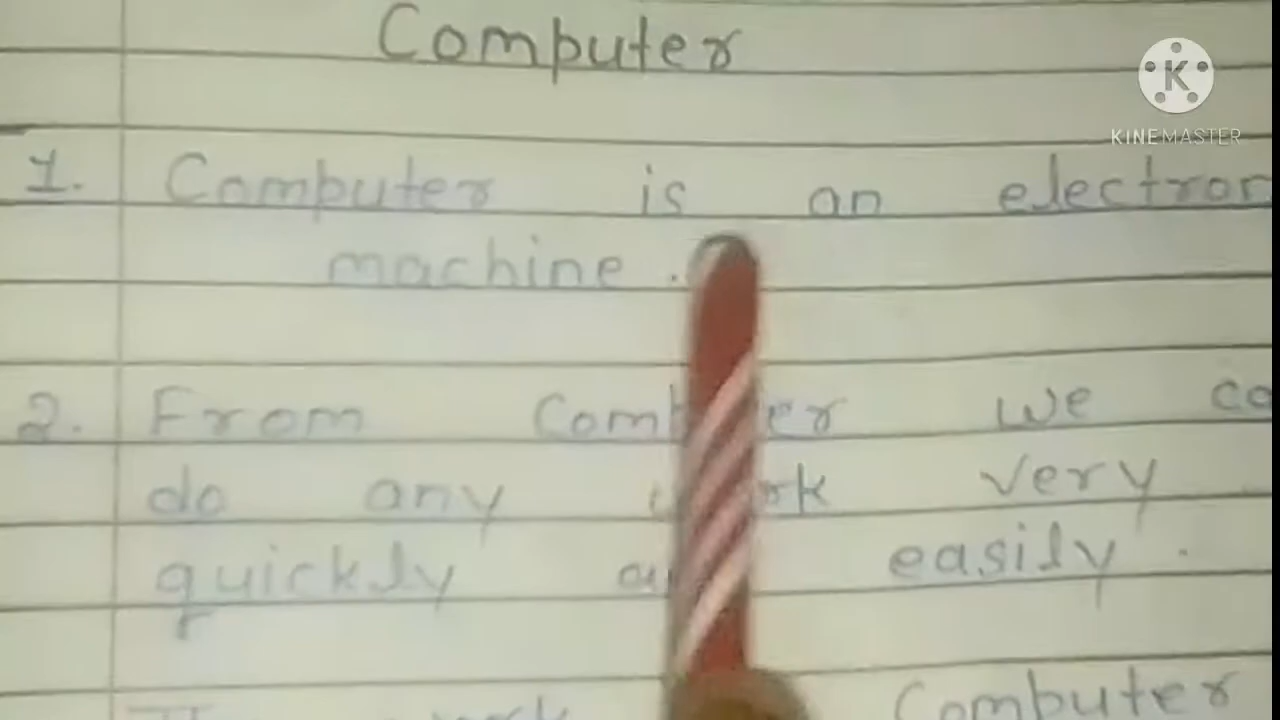 Computer
K
KINEMASTER
1. Computer is an electron
machine .
2. From we
do any very
quickly easily .
Computer